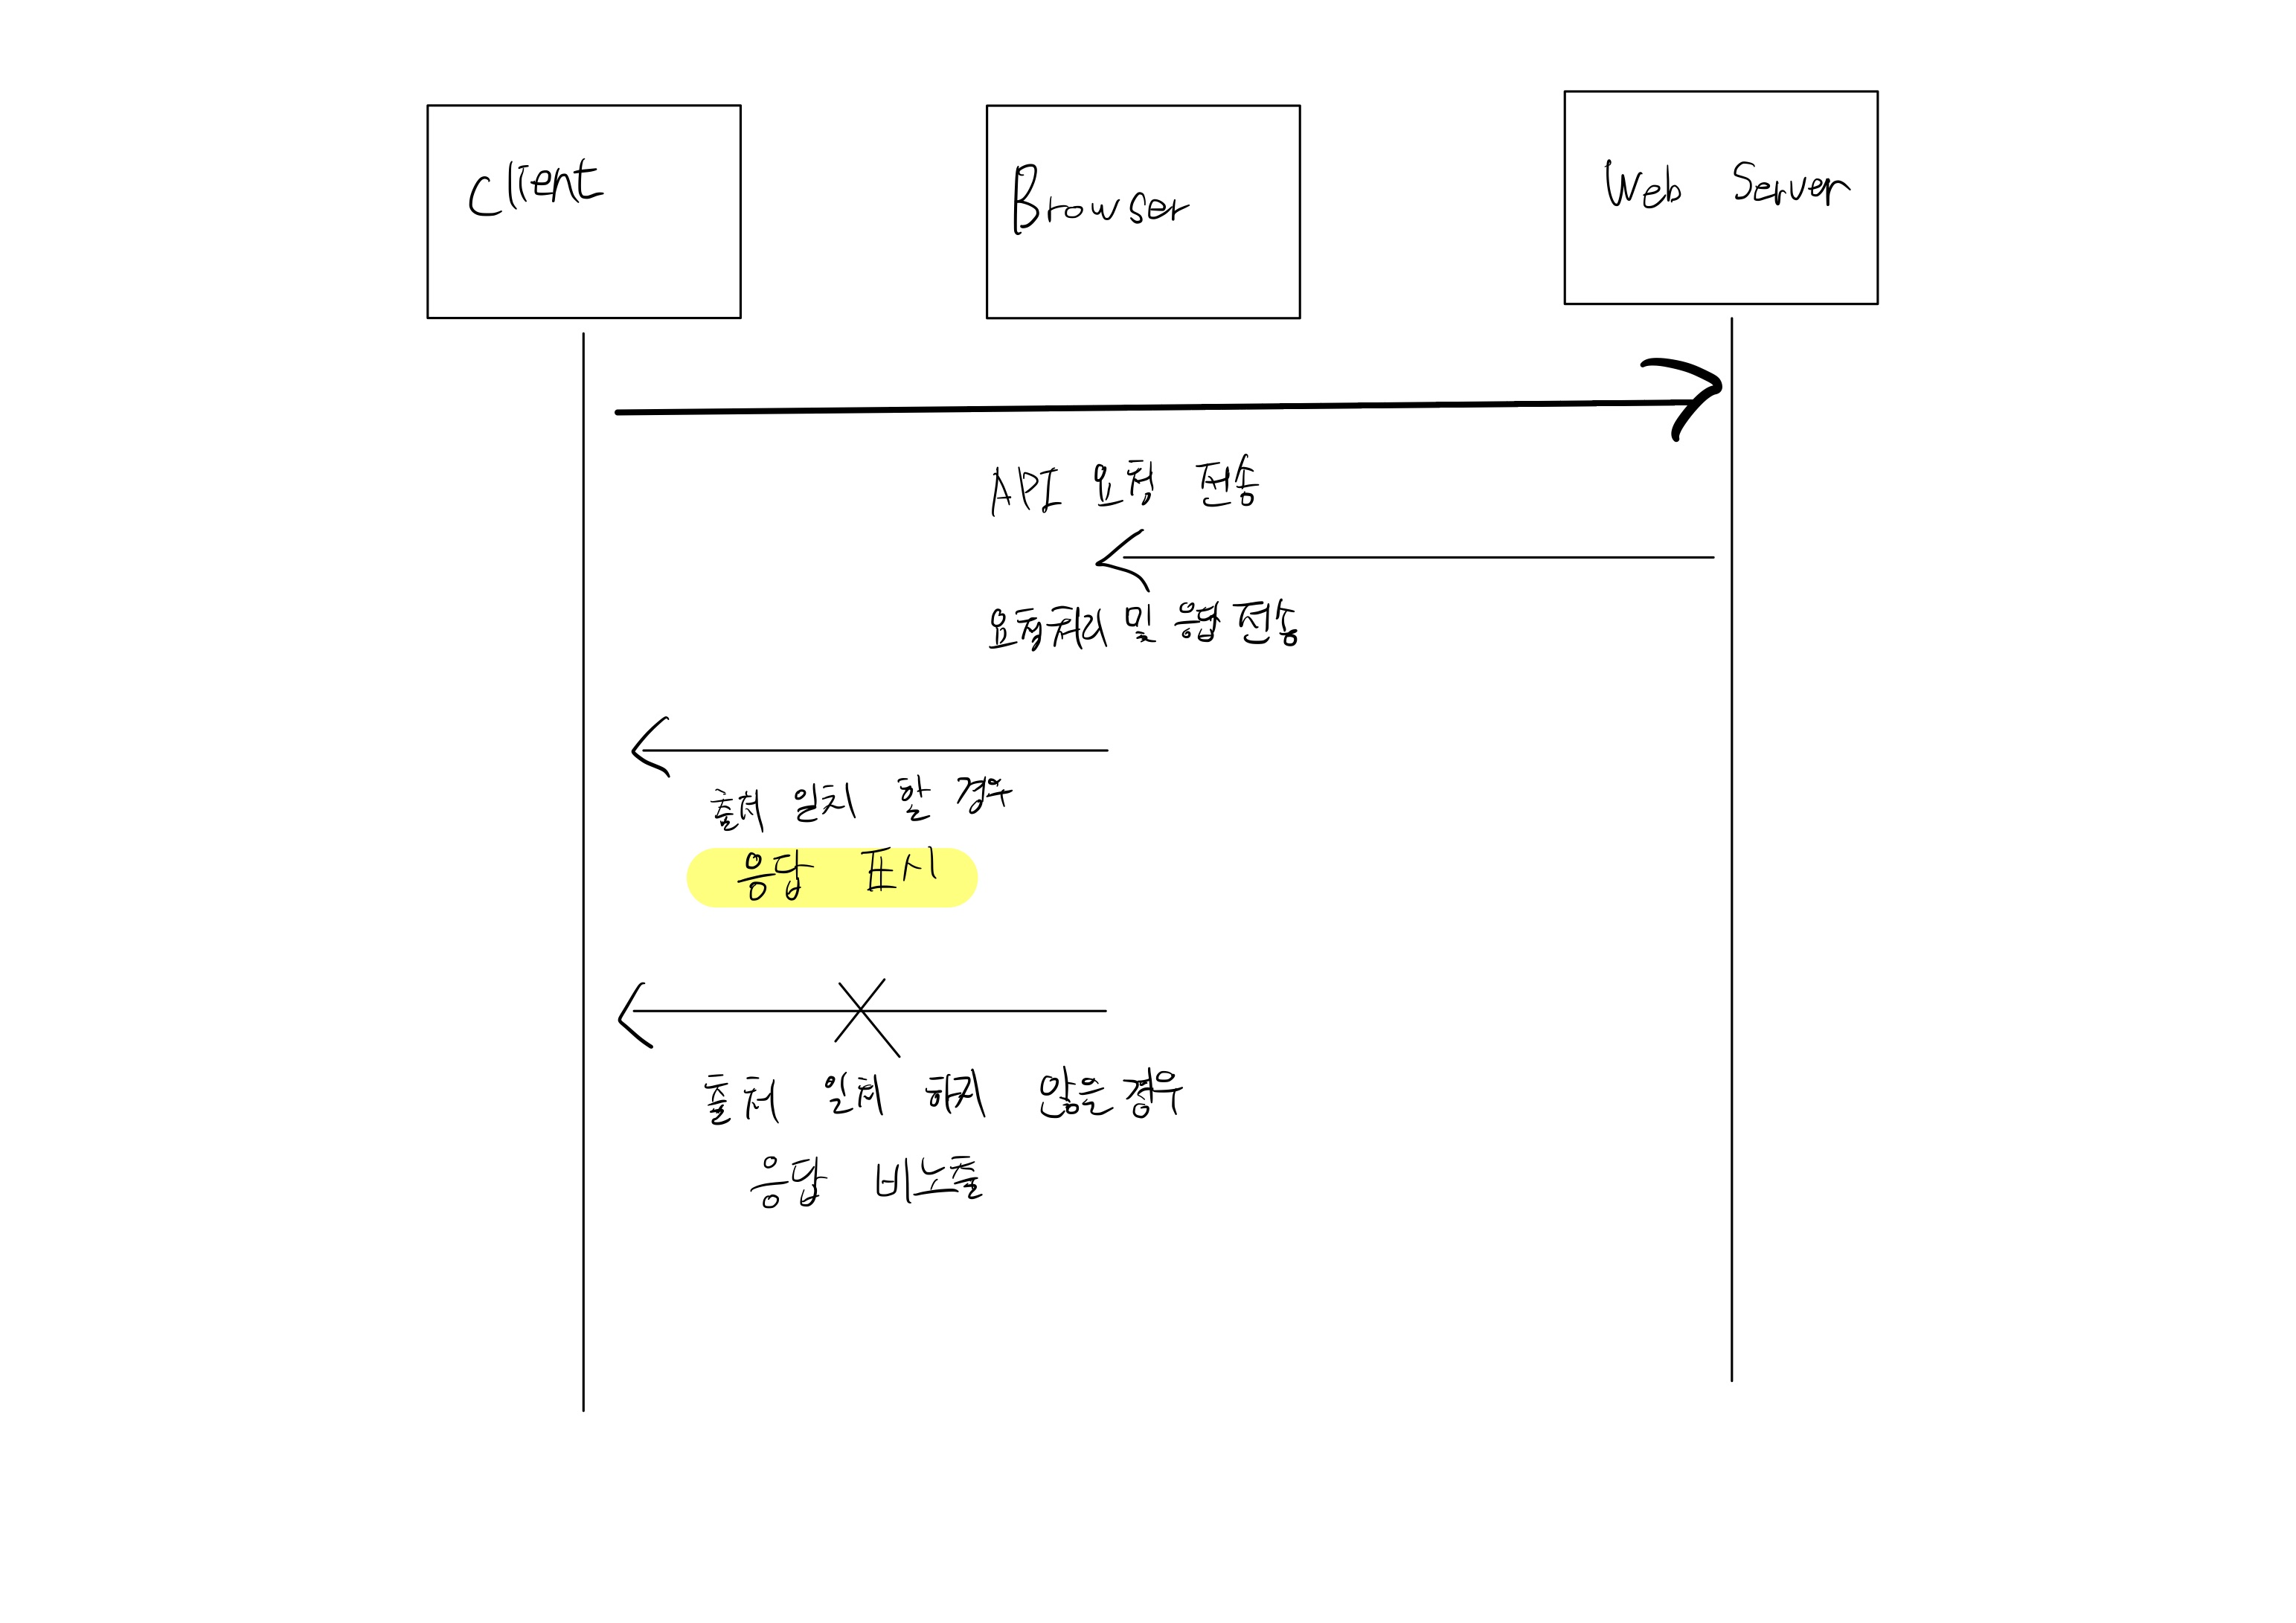 Client
Browser
Web Server
API 요청 전송
요청처리 및 응답 전송
출처 일치 할 경우
응답 표시
출처 일치 하지 않은 경우
응답 비노출